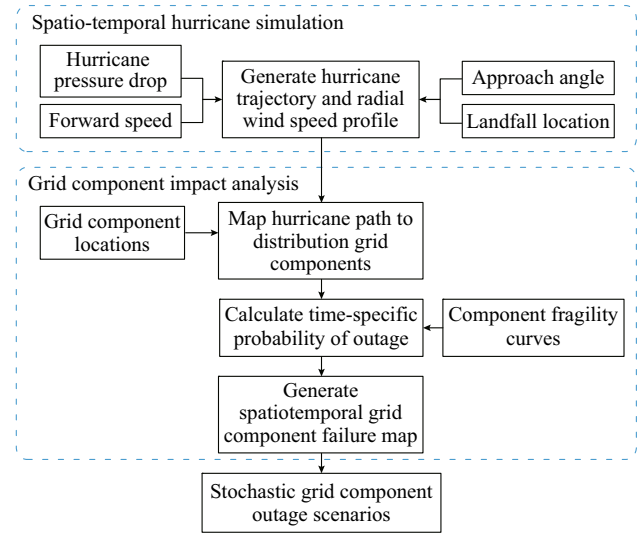 Spatio-temporal hurricane simulation
Hurricane
pressure drop
Forward speed
Generate hurricane
trajectory and radial
wind speed profile
Approach angle
Landfall location
Grid component impact analysis
Grid component
locations
Map hurricane path to
distribution grid
components
Calculate time-specific
probability of outage
Component fragility
curves
Generate
spatiotemporal grid
component failure map
Stochastic grid component
outage scenarios